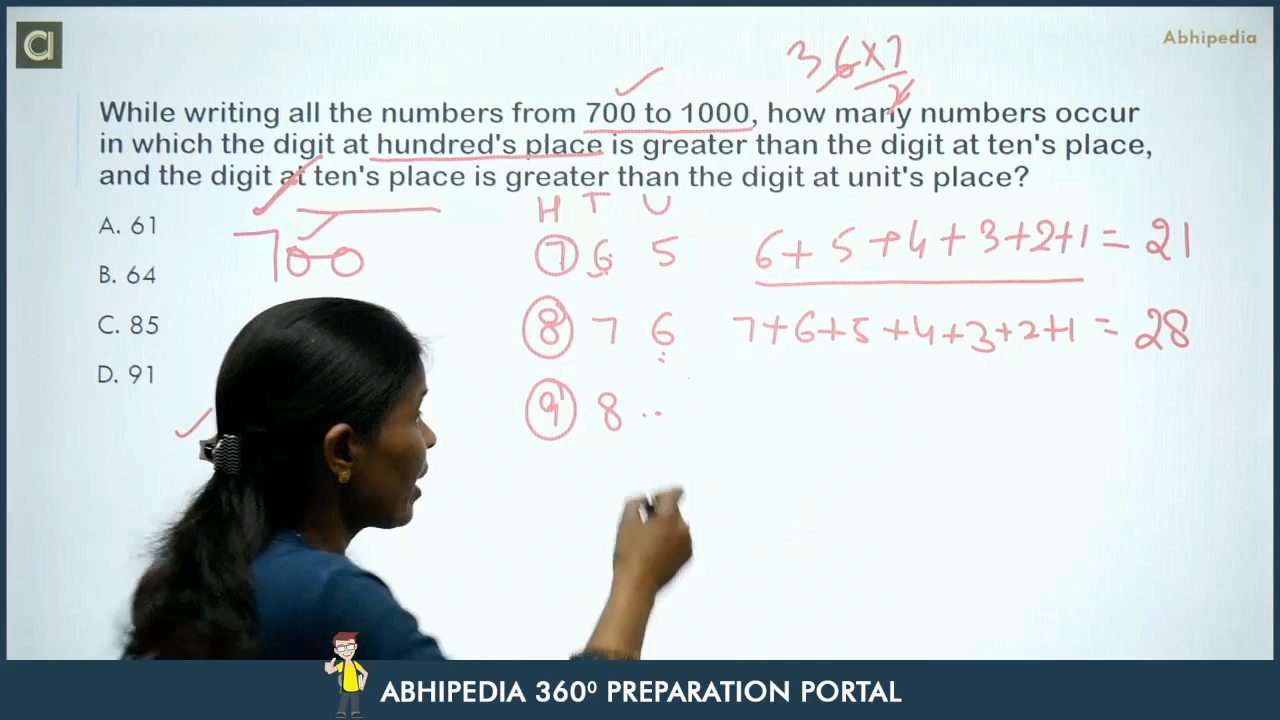 Abhipedia
36×7
2
While writing all the numbers from 700 to 1000, how many numbers occur
in which the digit at hundred's place is greater than the digit at ten's place,
and the digit at ten's place is greater than the digit at unit's place?
H T U
A. 61
B. 64
C. 85
D. 91
700
7 6 5 6+5+4+3+2+1=21
8 7 6 7+6+5+4+3+2+1=28
9 8 ..
ABHIPEDIA 360⁰ PREPARATION PORTAL